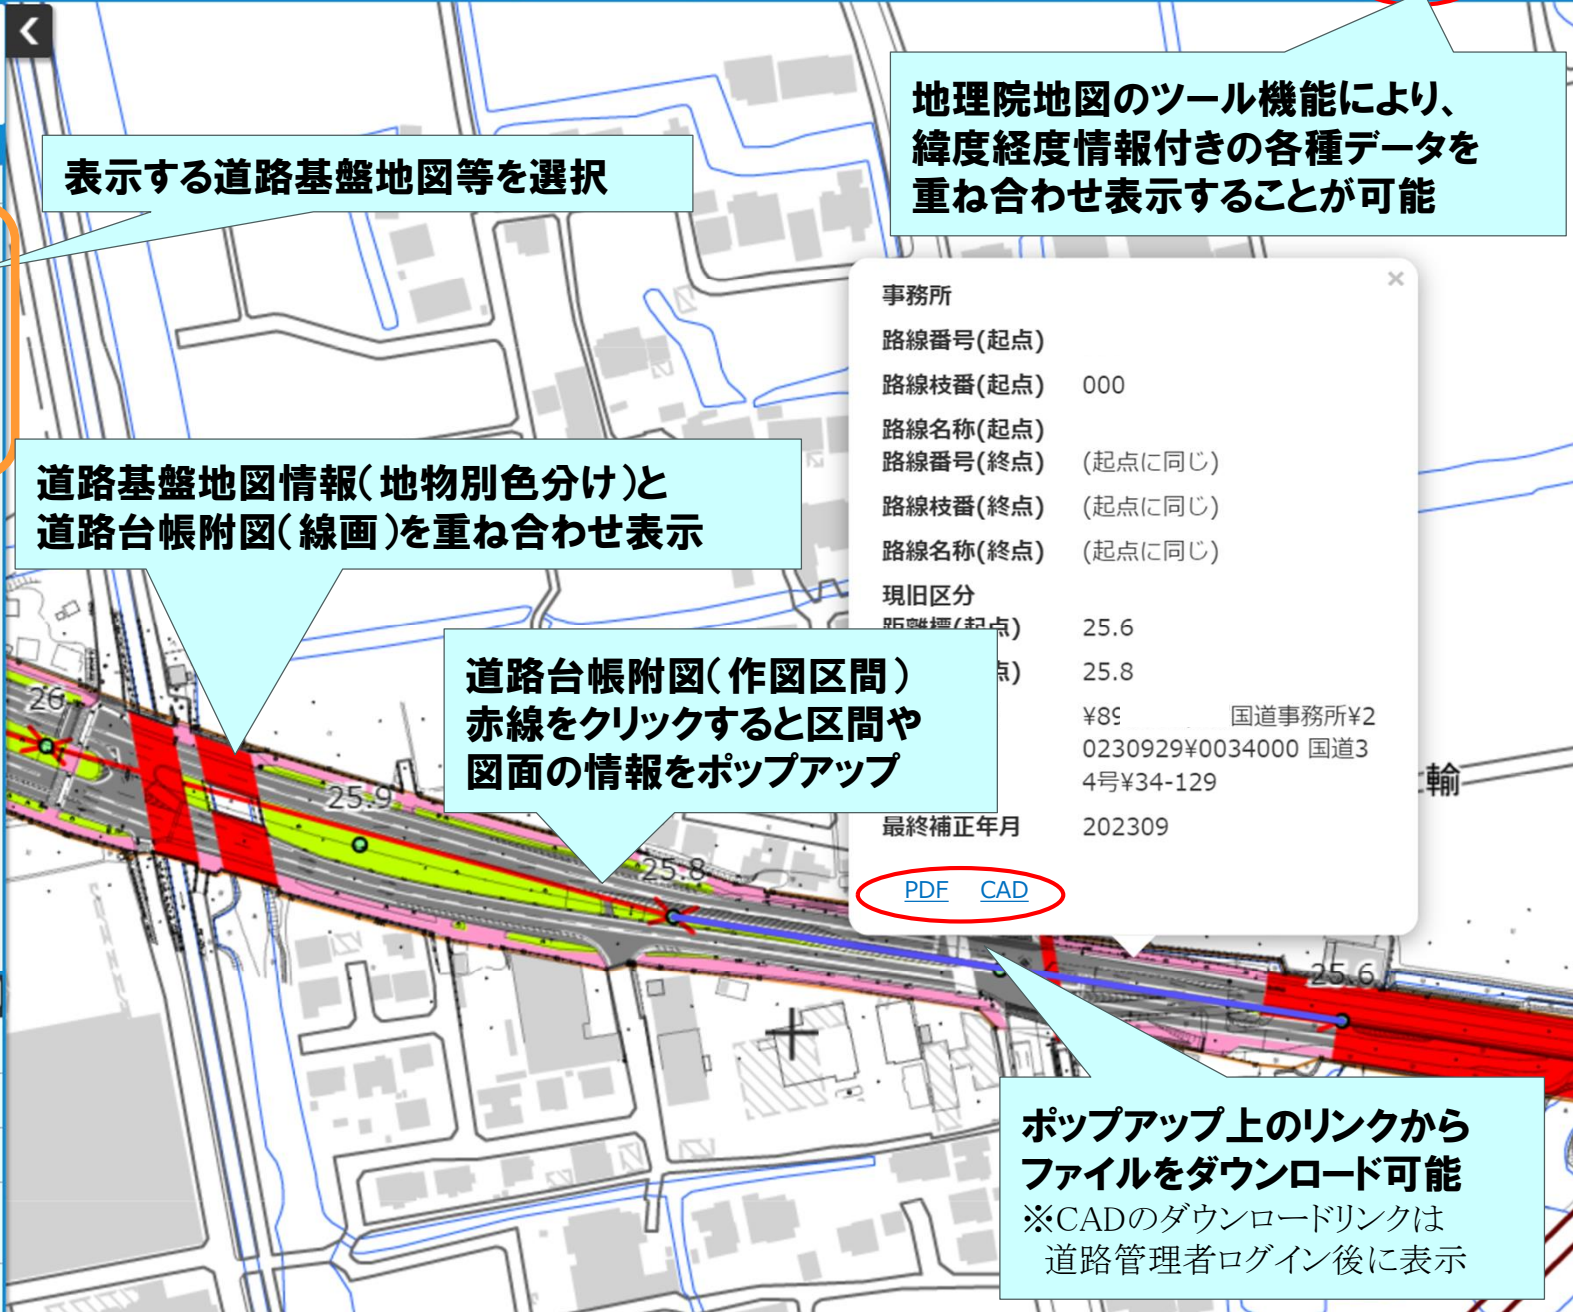 地理院地図のツール機能により、
緯度経度情報付きの各種データを
重ね合わせ表示することが可能
表示する道路基盤地図等を選択
×
事務所
路線番号(起点)
路線枝番(起点) 000
路線名称(起点)
路線番号(終点) (起点に同じ)
路線枝番(終点) (起点に同じ)
路線名称(終点) (起点に同じ)
現旧区分
距離標(起点) 25.6
点) 25.8
¥89 国道事務所¥2
0230929¥0034000 国道3
4号¥34-129
最終補正年月 202309
PDF CAD
道路基盤地図情報(地物別色分け)と
道路台帳附図(線画)を重ね合わせ表示
道路台帳附図(作図区間)
赤線をクリックすると区間や
図面の情報をポップアップ
26
25.9
25.8
25.6
輸
ポップアップ上のリンクから
ファイルをダウンロード可能
※CADのダウンロードリンクは
道路管理者ログイン後に表示